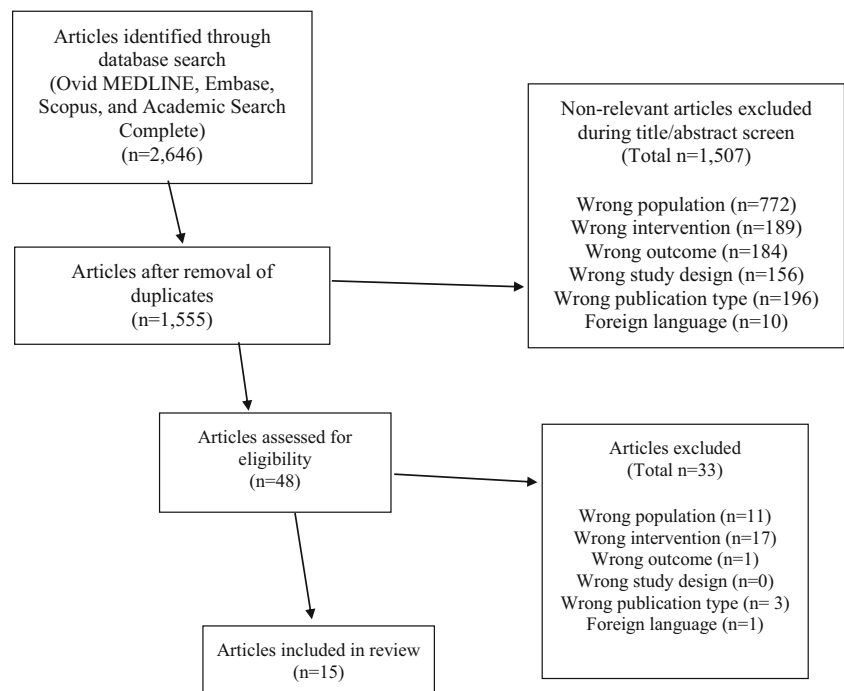 Articles identified through
database search
(Ovid MEDLINE, Embase,
Scopus, and Academic Search
Complete)
(n=2,646)
Non-relevant articles excluded
during title/abstract screen
(Total n=1,507)
Wrong population (n=772)
Wrong intervention (n=189)
Wrong outcome (n=184)
Wrong study design (n=156)
Wrong publication type (n=196)
Foreign language (n=10)
Articles after removal of
duplicates
(n=1,555)
Articles assessed for
eligibility
(n=48)
Articles excluded
(Total n=33)
Wrong population (n=11)
Wrong intervention (n=17)
Wrong outcome (n=1)
Wrong study design (n=0)
Wrong publication type (n= 3)
Foreign language (n=1)
Articles included in review
(n=15)